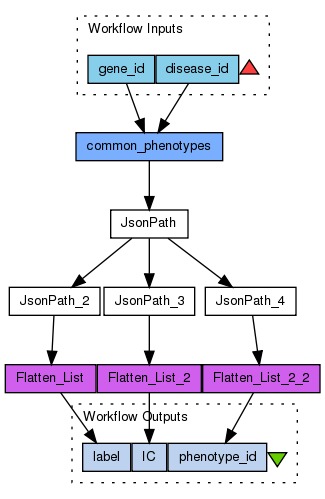 Workflow Inputs
gene_id disease_id
common_phenotypes
JsonPath
JsonPath_2 JsonPath_3 JsonPath_4
Flatten_List Flatten_List_2 Flatten_List_2_2
Workflow Outputs
label IC phenotype_id